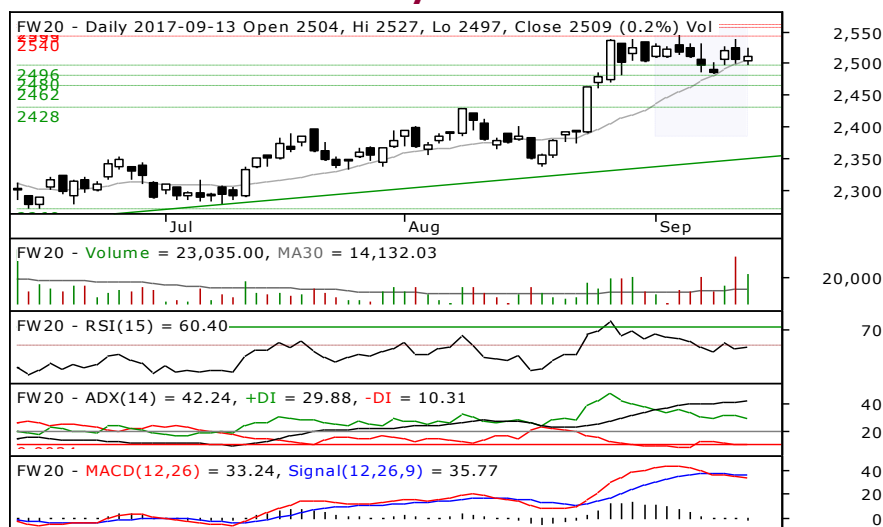 FW20 - Daily 2017-09-13 Open 2504, Hi 2527, Lo 2497, Close 2509 (0.2%) Vol
2540
2496
2480
2462
2428
2,550
2,500
2,450
2,400
2,350
2,300
Jul
Aug
Sep
FW20 - Volume = 23,035.00, MA30 = 14,132.03
20,000
FW20 - RSI(15) = 60.40
70
FW20 - ADX(14) = 42.24, +DI = 29.88, -DI = 10.31
40
20
FW20 - MACD(12,26) = 33.24, Signal(12,26,9) = 35.77
40
20
0